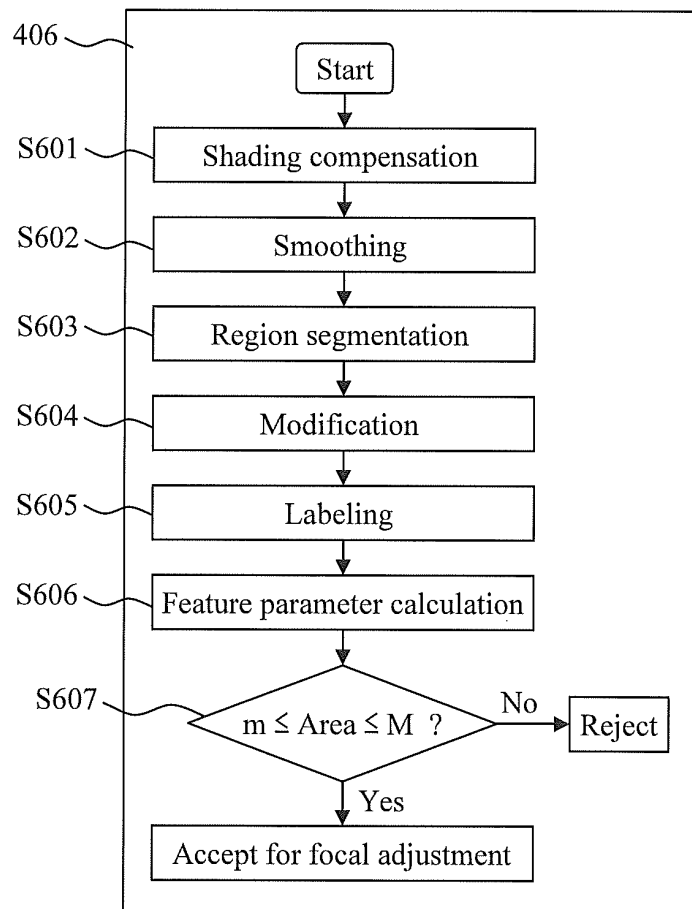 406
Start
S601
Shading compensation
S602
Smoothing
S603
Region segmentation
S604
Modification
S605
Labeling
S606
Feature parameter calculation
S607
m ≤ Area ≤ M ?
No
Reject
Yes
Accept for focal adjustment